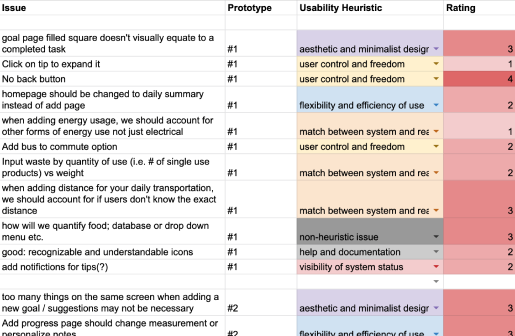 Issue Prototype Usability Heuristic Rating
goal page filled square doesn't visually equate to a
completed task #1 aesthetic and minimalist desigr 3
Click on tip to expand it #1 user control and freedom 1
No back button #1 user control and freedom 4
homepage should be changed to daily summary
instead of add page #1 flexibility and efficiency of use 2
when adding energy usage, we should account for
other forms of energy use not just electrical #1 match between system and rea 1
Add bus to commute option #1 user control and freedom 2
Input waste by quantity of use (i.e. # of single use
products) vs weight #1 match between system and rea 2
when adding distance for your daily transportation,
we should account for if users don't know the exact
distance #1 match between system and rea 3
how will we quantify food; database or drop down
menu etc. #1 non-heuristic issue 3
good: recognizable and understandable icons #1 help and documentation 2
add notifictions for tips(?) #1 visibility of system status 2
too many things on the same screen when adding a
new goal / suggestions may not be necessary #2 aesthetic and minimalist desigr 3
Add progress page should change measurement or
personalize notes #2 flexibility and efficiency of use 3